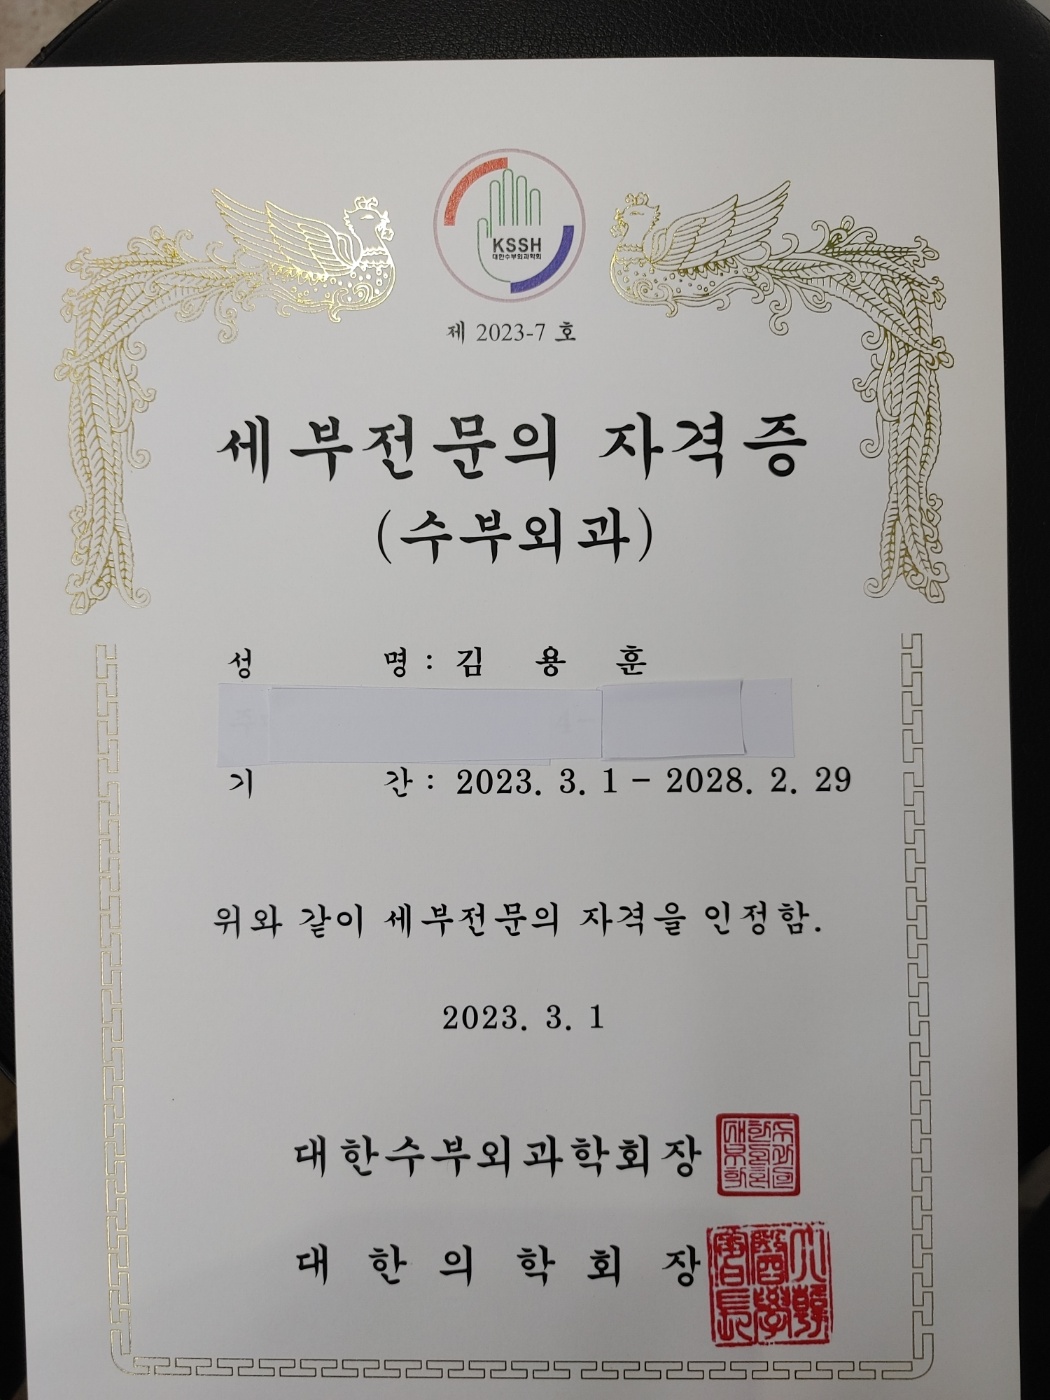 KSSH
대한수부외과학회
제 2023-7 호
세부전문의 자격증
(수부외과)
성 명 : 김 용 훈
기 간 : 2023. 3. 1 - 2028. 2. 29
위와 같이 세부전문의 자격을 인정함.
2023. 3. 1
대한수부외과학회장
대한의학회장